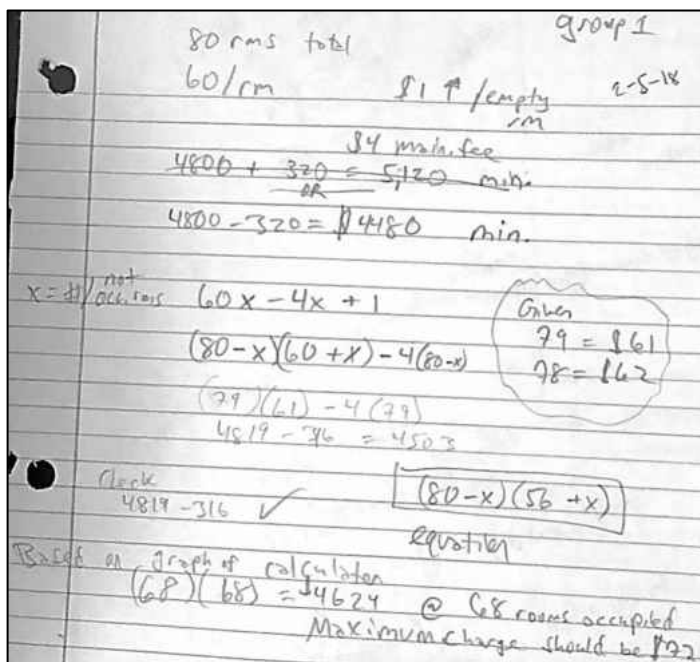 group 1
80 rms total
60/rm
$1 ↑ /empty rm
2-5-18
$4 main. fee
4800 + 320 = 5,120 min.
OR
4800 - 320 = $4480 min.
x = # not occ. rms
60x - 4x + 1
Given
79 = $61
78 = $62
(80-x)(60+x) - 4(80-x)
(79)(61) - 4(79)
4819 - 316 = 4503
Check
4819 - 316 ✓
(80-x)(56+x)
equation
Based on graph of calculator
(68)(68) = $4624 @ 68 rooms occupied
Maximum charge should be $72